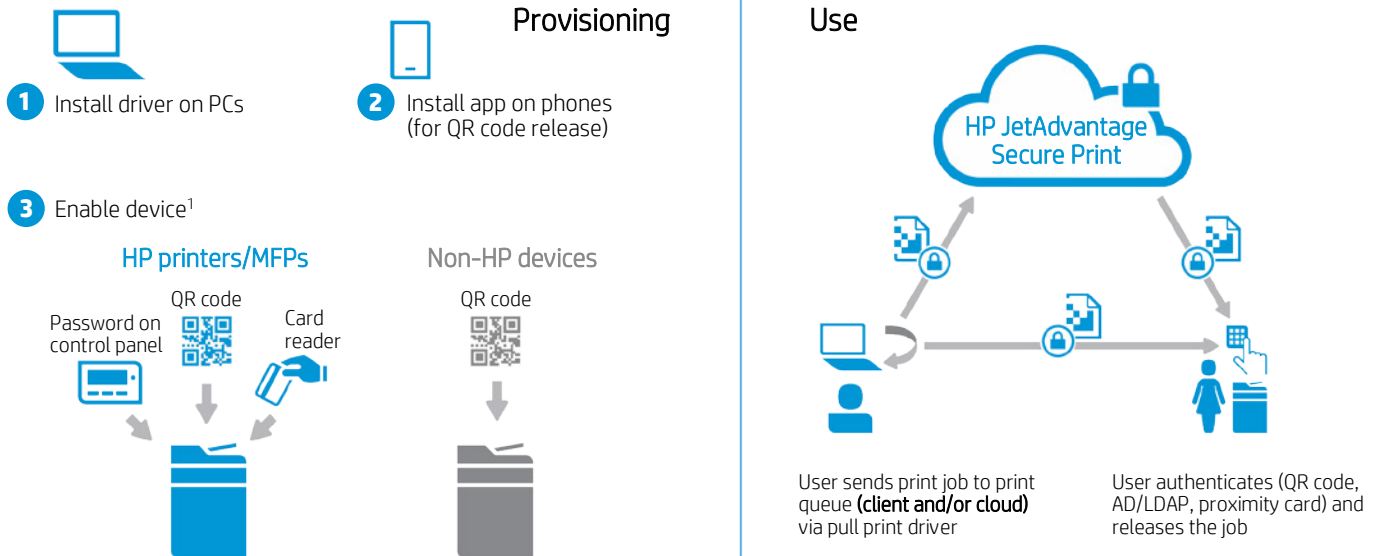 Provisioning
1 Install driver on PCs
2 Install app on phones
(for QR code release)
3 Enable device1
HP printers/MFPs
Password on
control panel
QR code
Card
reader
Non-HP devices
QR code
Use
HP JetAdvantage
Secure Print
User sends print job to print
queue (client and/or cloud)
via pull print driver
User authenticates (QR code,
AD/LDAP, proximity card) and
releases the job